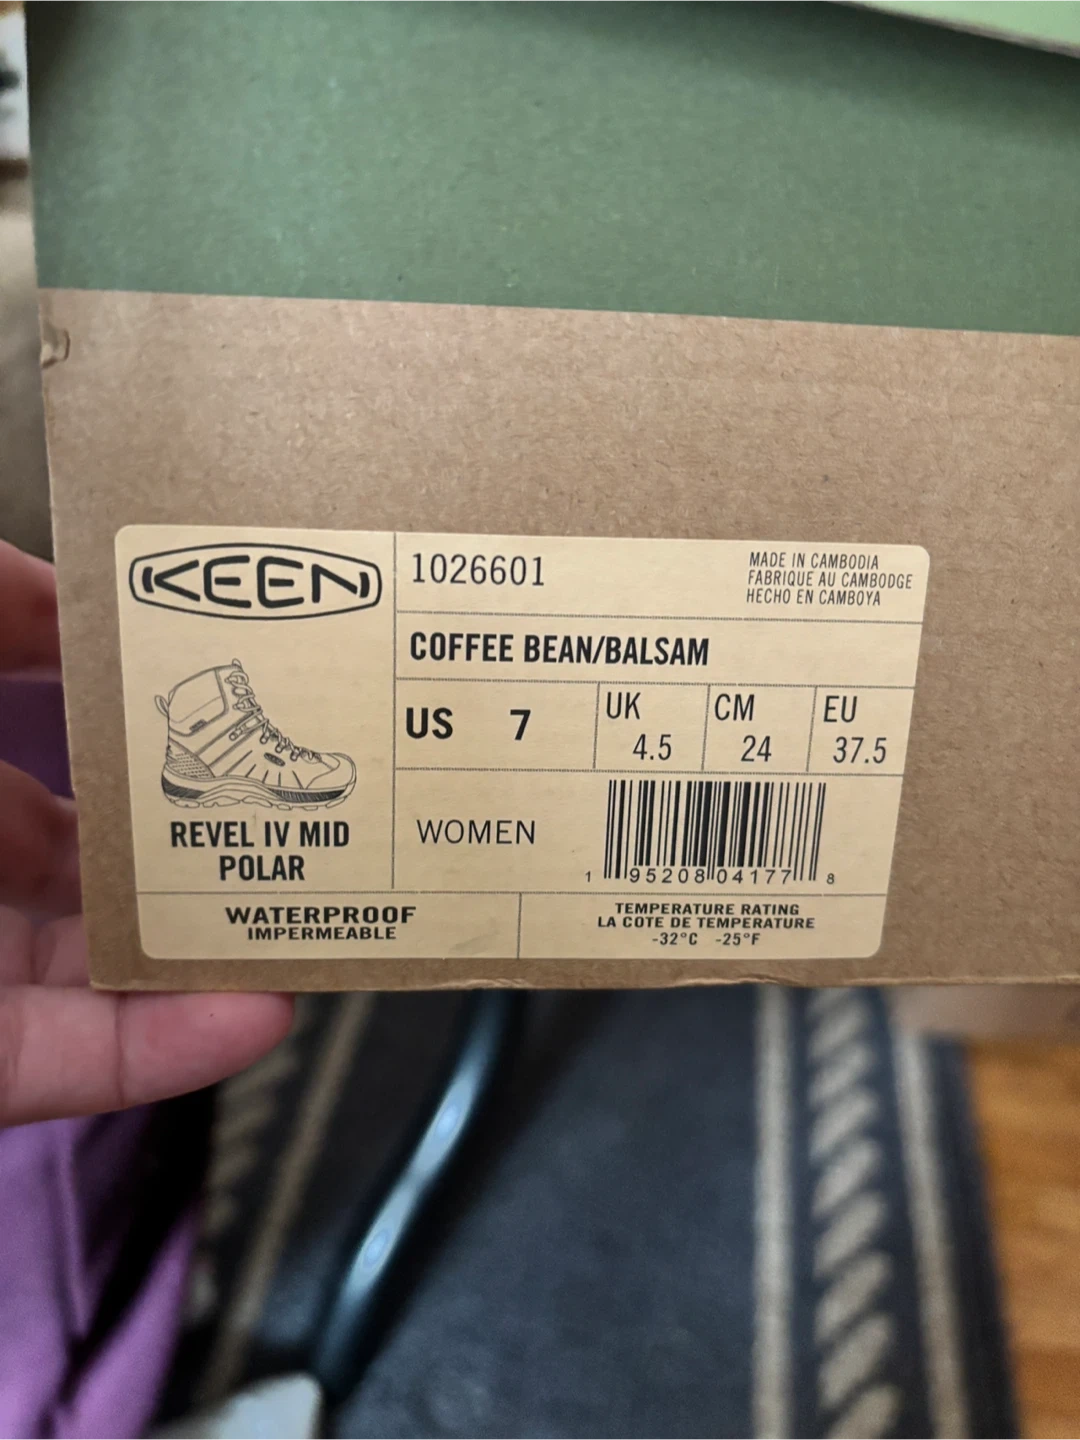 KEEN
1026601
MADE IN CAMBODIA
FABRIQUE AU CAMBODGE
HECHO EN CAMBOYA
COFFEE BEAN/BALSAM
US 7
UK
4.5
CM
24
EU
37.5
REVEL IV MID
POLAR
WOMEN
1 95208 04177 8
WATERPROOF
IMPERMEABLE
TEMPERATURE RATING
LA COTE DE TEMPERATURE
-32°C -25°F